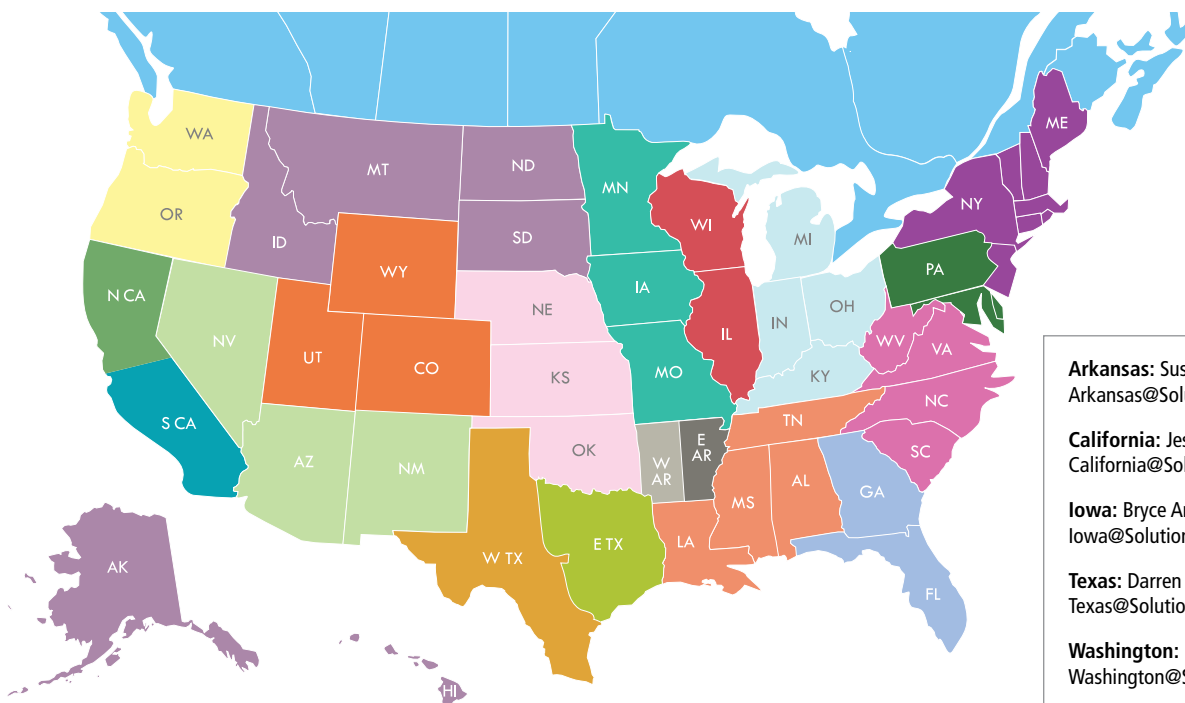 WA
MT
ND
MN
ME
OR
ID
SD
WI
MI
NY
WY
PA
N CA
IA
NE
OH
NV
UT
CO
IL
IN
WV
VA
KS
MO
KY
S CA
NC
TN
AZ
NM
OK
W
AR
E
AR
SC
MS
AL
GA
W TX
E TX
LA
AK
FL
HI
Arkansas:
California:
Iowa: Bryce
Texas: Darren
Washington: